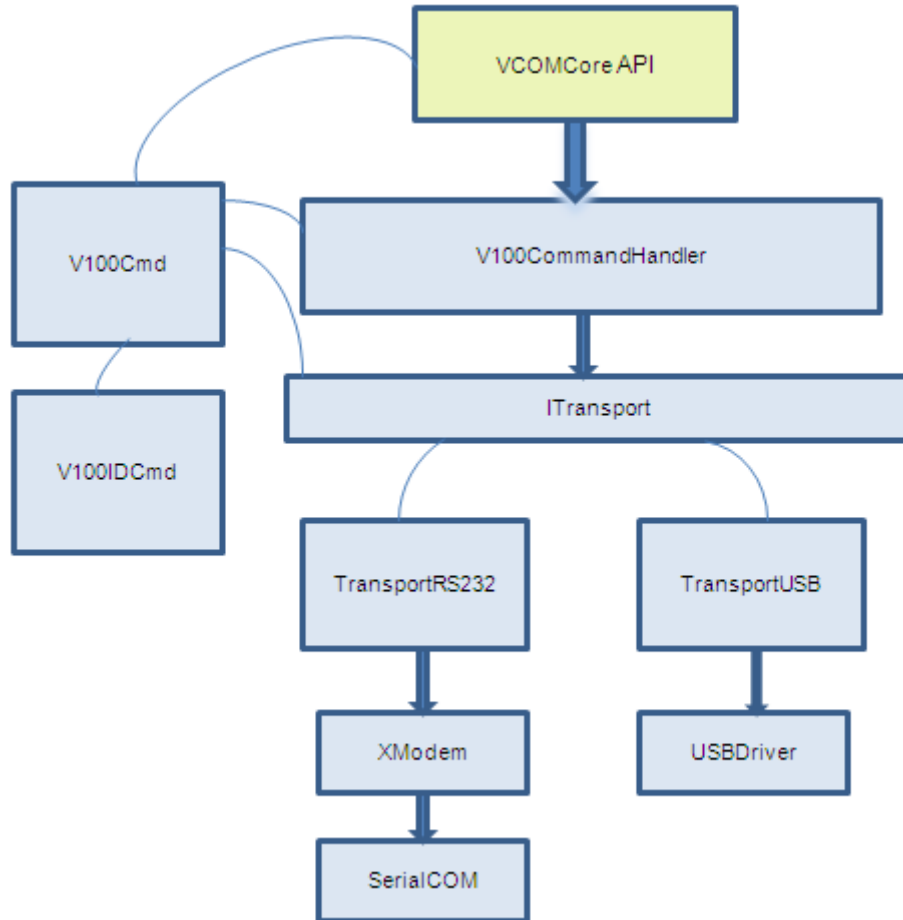 VCOMCore API
V100Cmd
V100CommandHandler
ITransport
V100IDCmd
TransportRS232
TransportUSB
XModem
USBDriver
SerialCOM